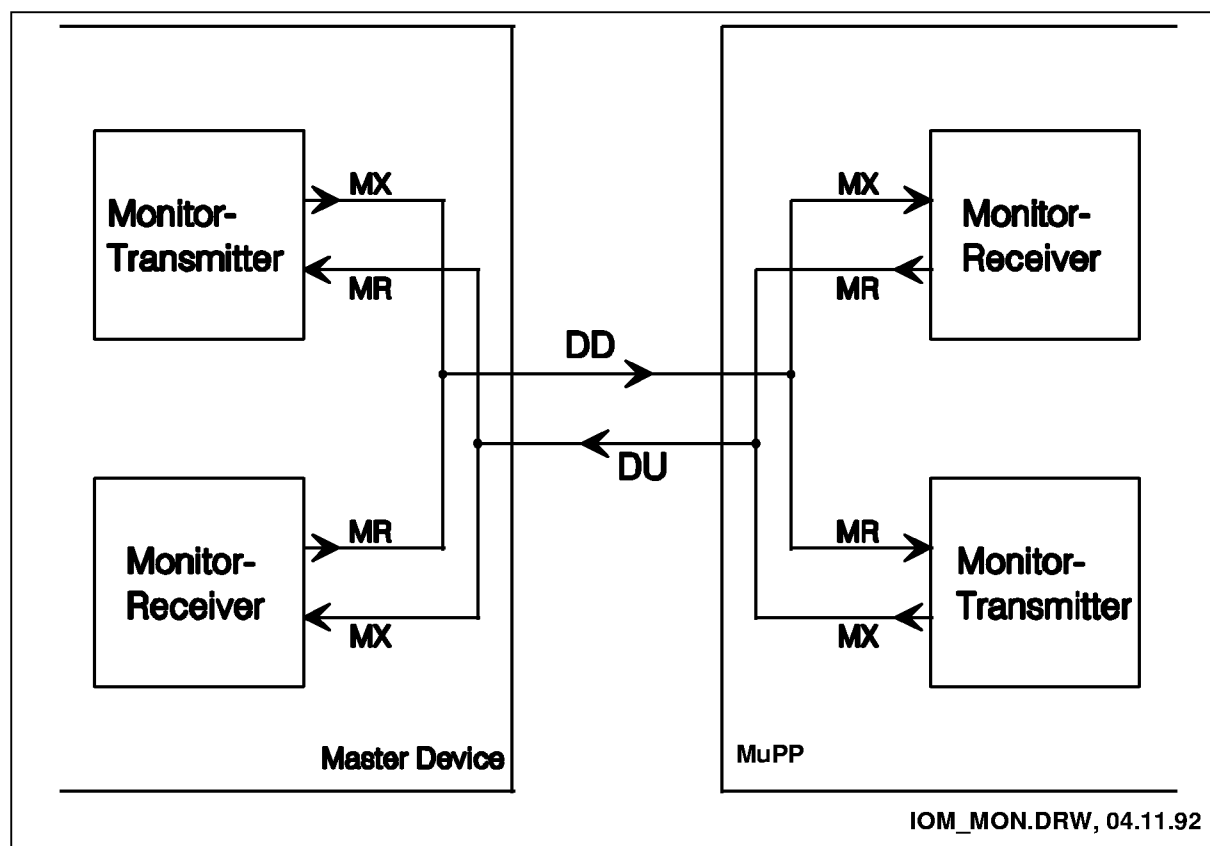 MX
Monitor-
Transmitter
MR
MX
Monitor-
Receiver
MR
DD
DU
MR
Monitor-
Receiver
MX
MR
Monitor-
Transmitter
MX
Master Device
MuPP
IOM_MON.DRW, 04.11.92